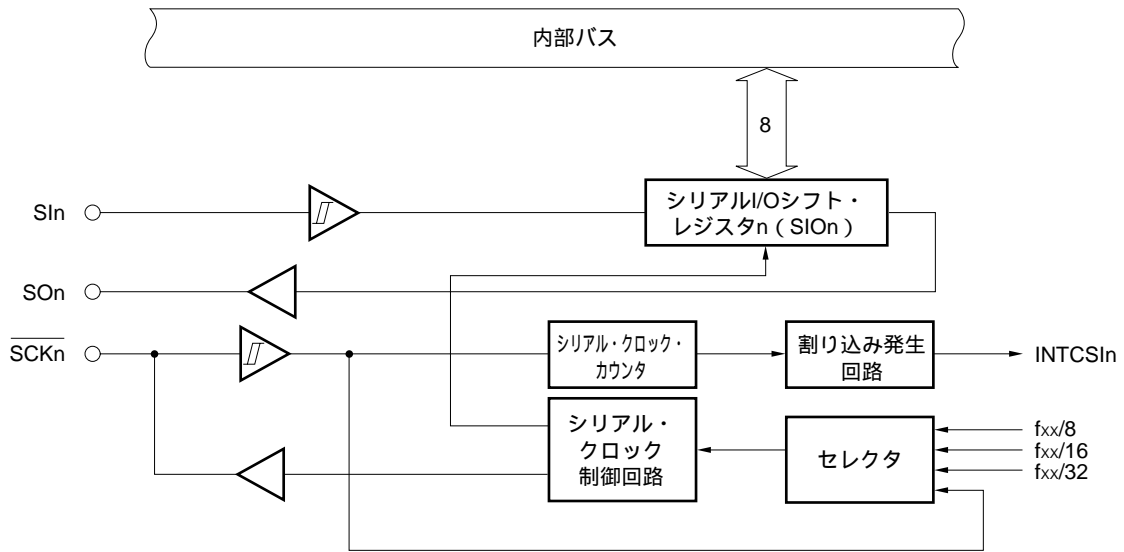 内部バス
8
SIn
シリアルI/Oシフト・
レジスタn（SIOn）
SOn
SCKn
シリアル・クロック・
カウンタ
割り込み発生
回路
INTCSIn
シリアル・
クロック
制御回路
セレクタ
fxx/8
fxx/16
fxx/32